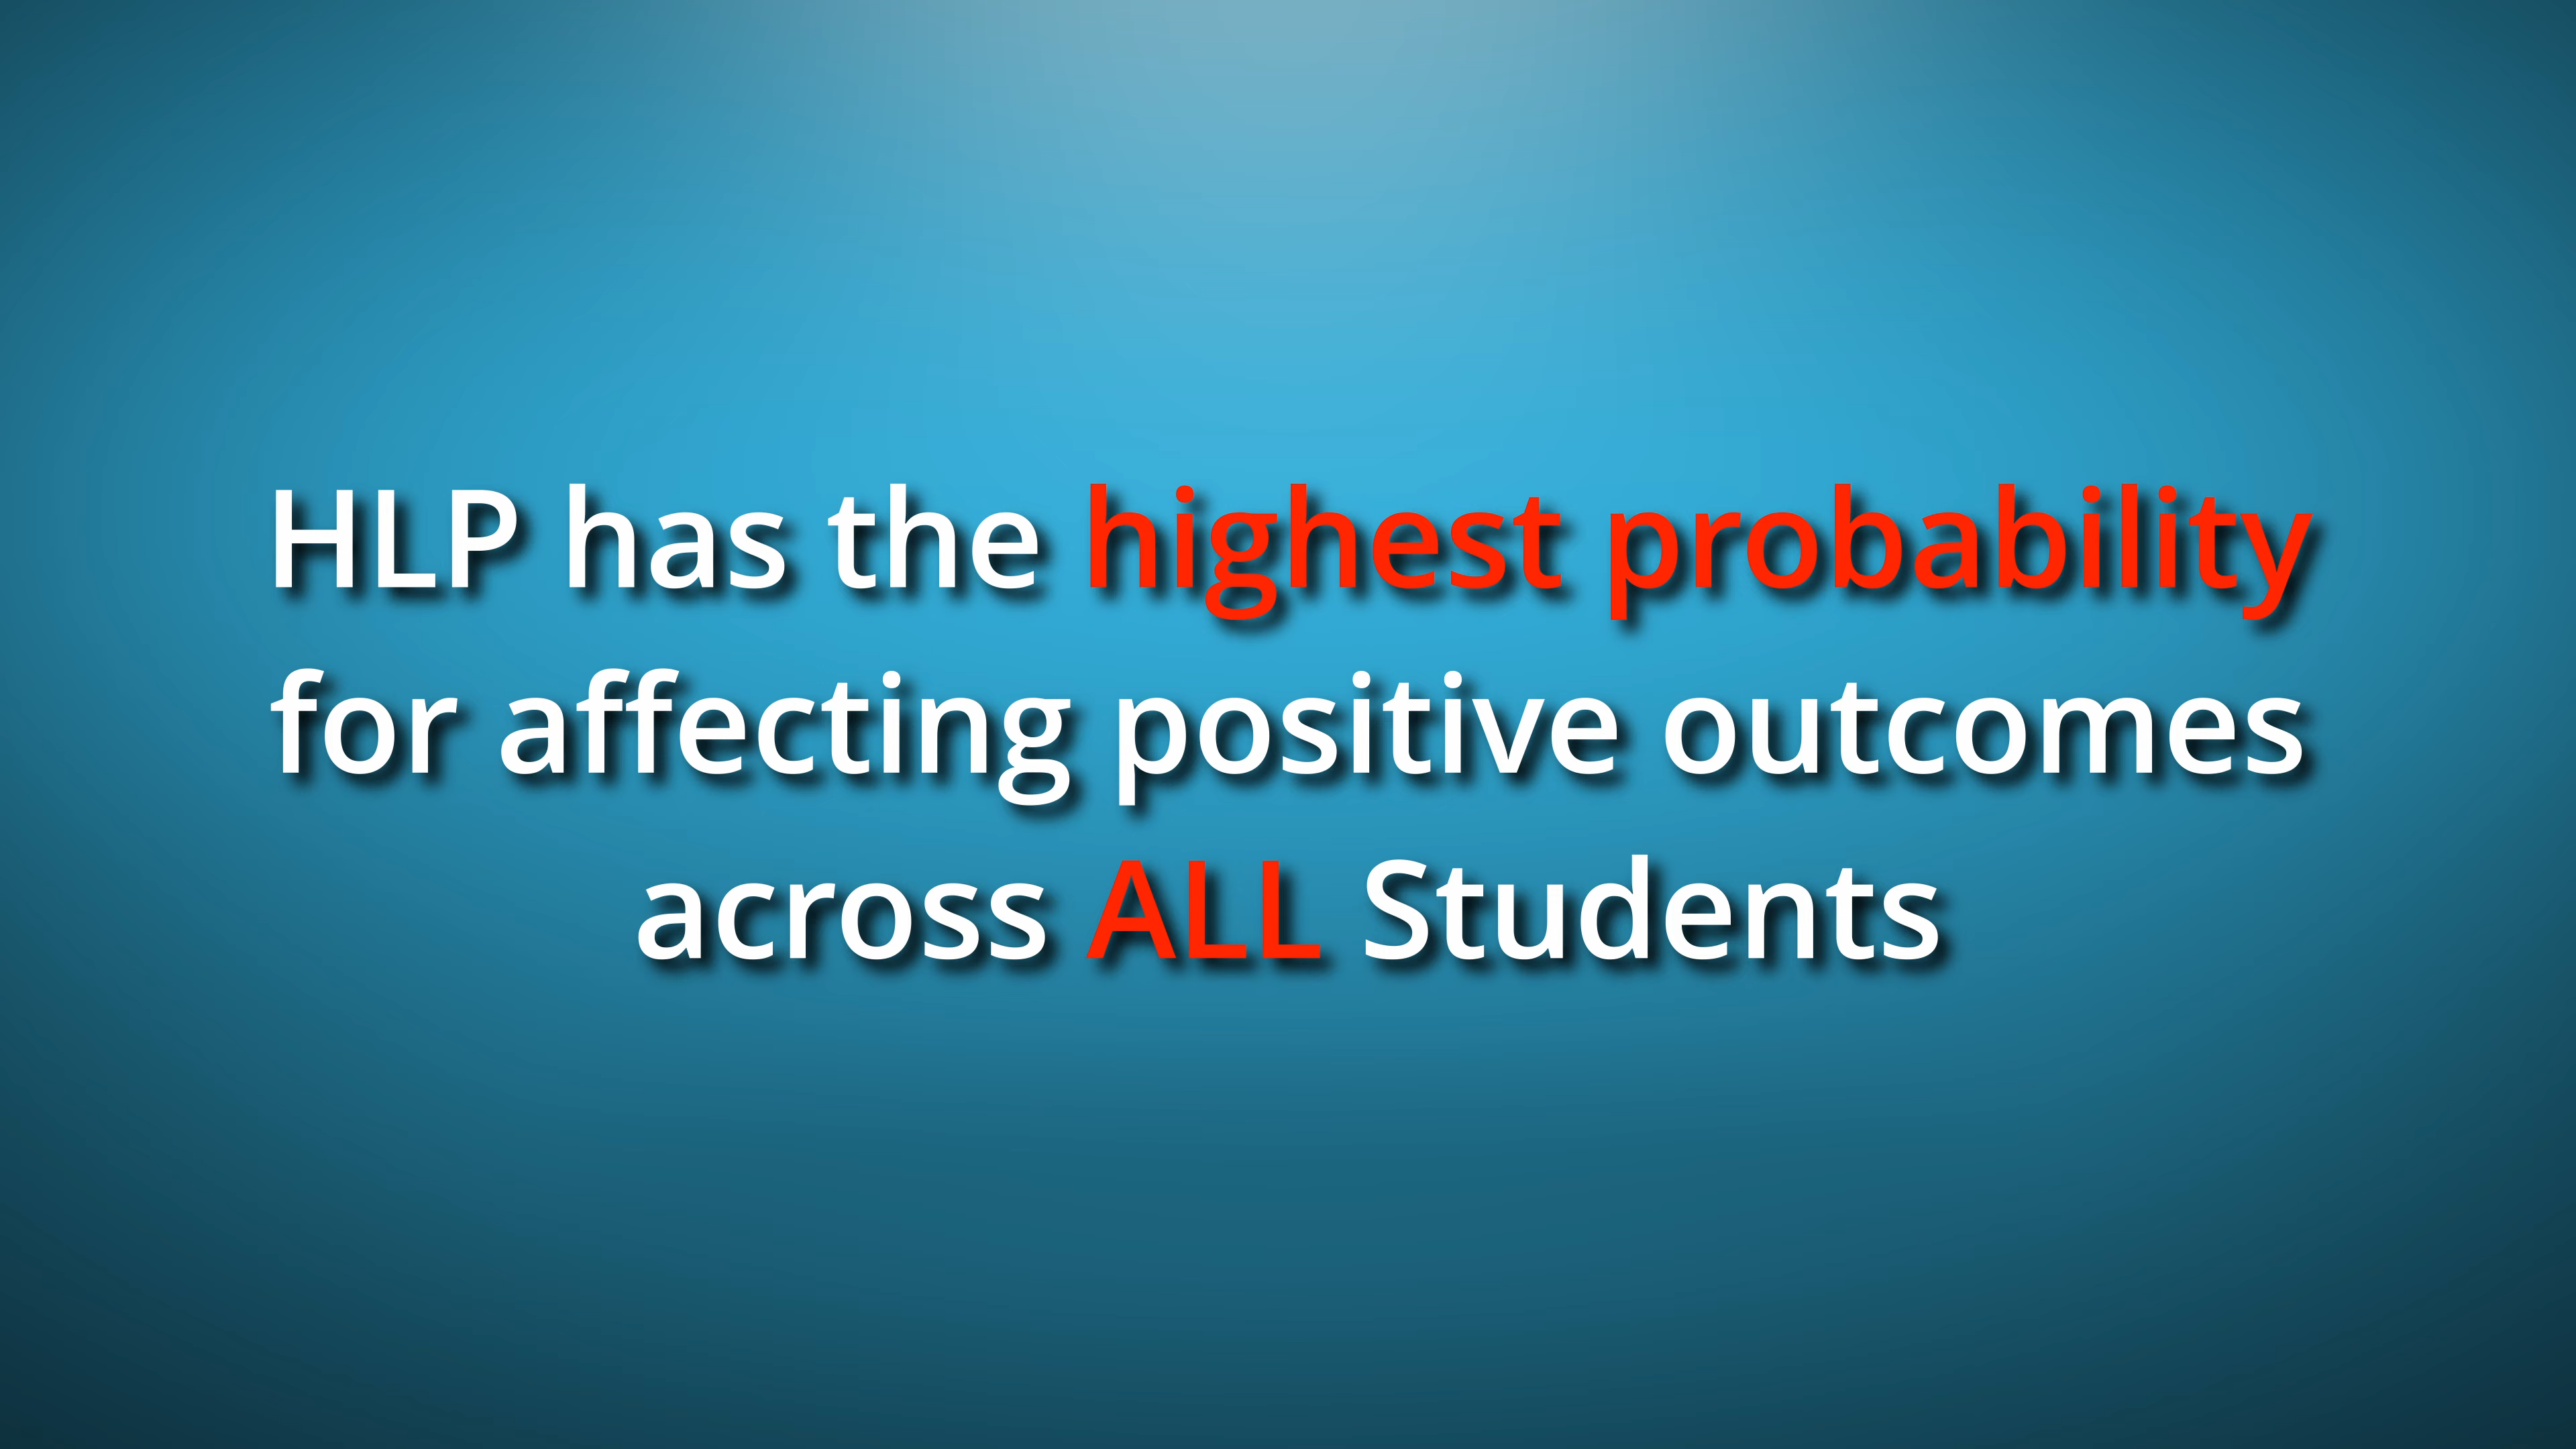 HLP has the highest probability
for affecting positive outcomes
across ALL Students